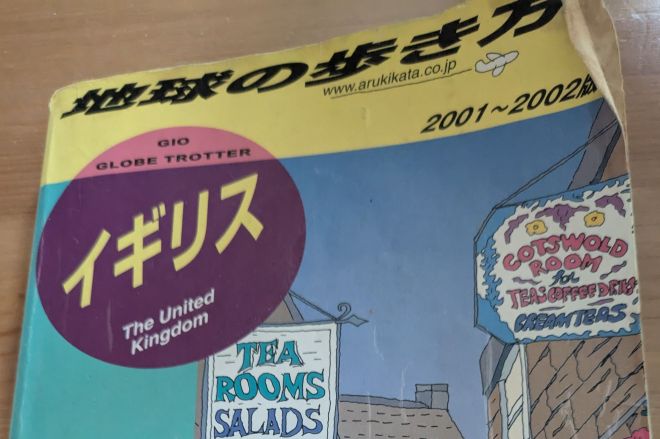 地球の歩き方
www.arukikata.co.jp
2001～2002版
GIO
GLOBE TROTTER
イギリス
The United
Kingdom
TEA
ROOMS
SALADS
COTSWOLD
ROOM
for
TEAS COFFEE
CREAM TEAS